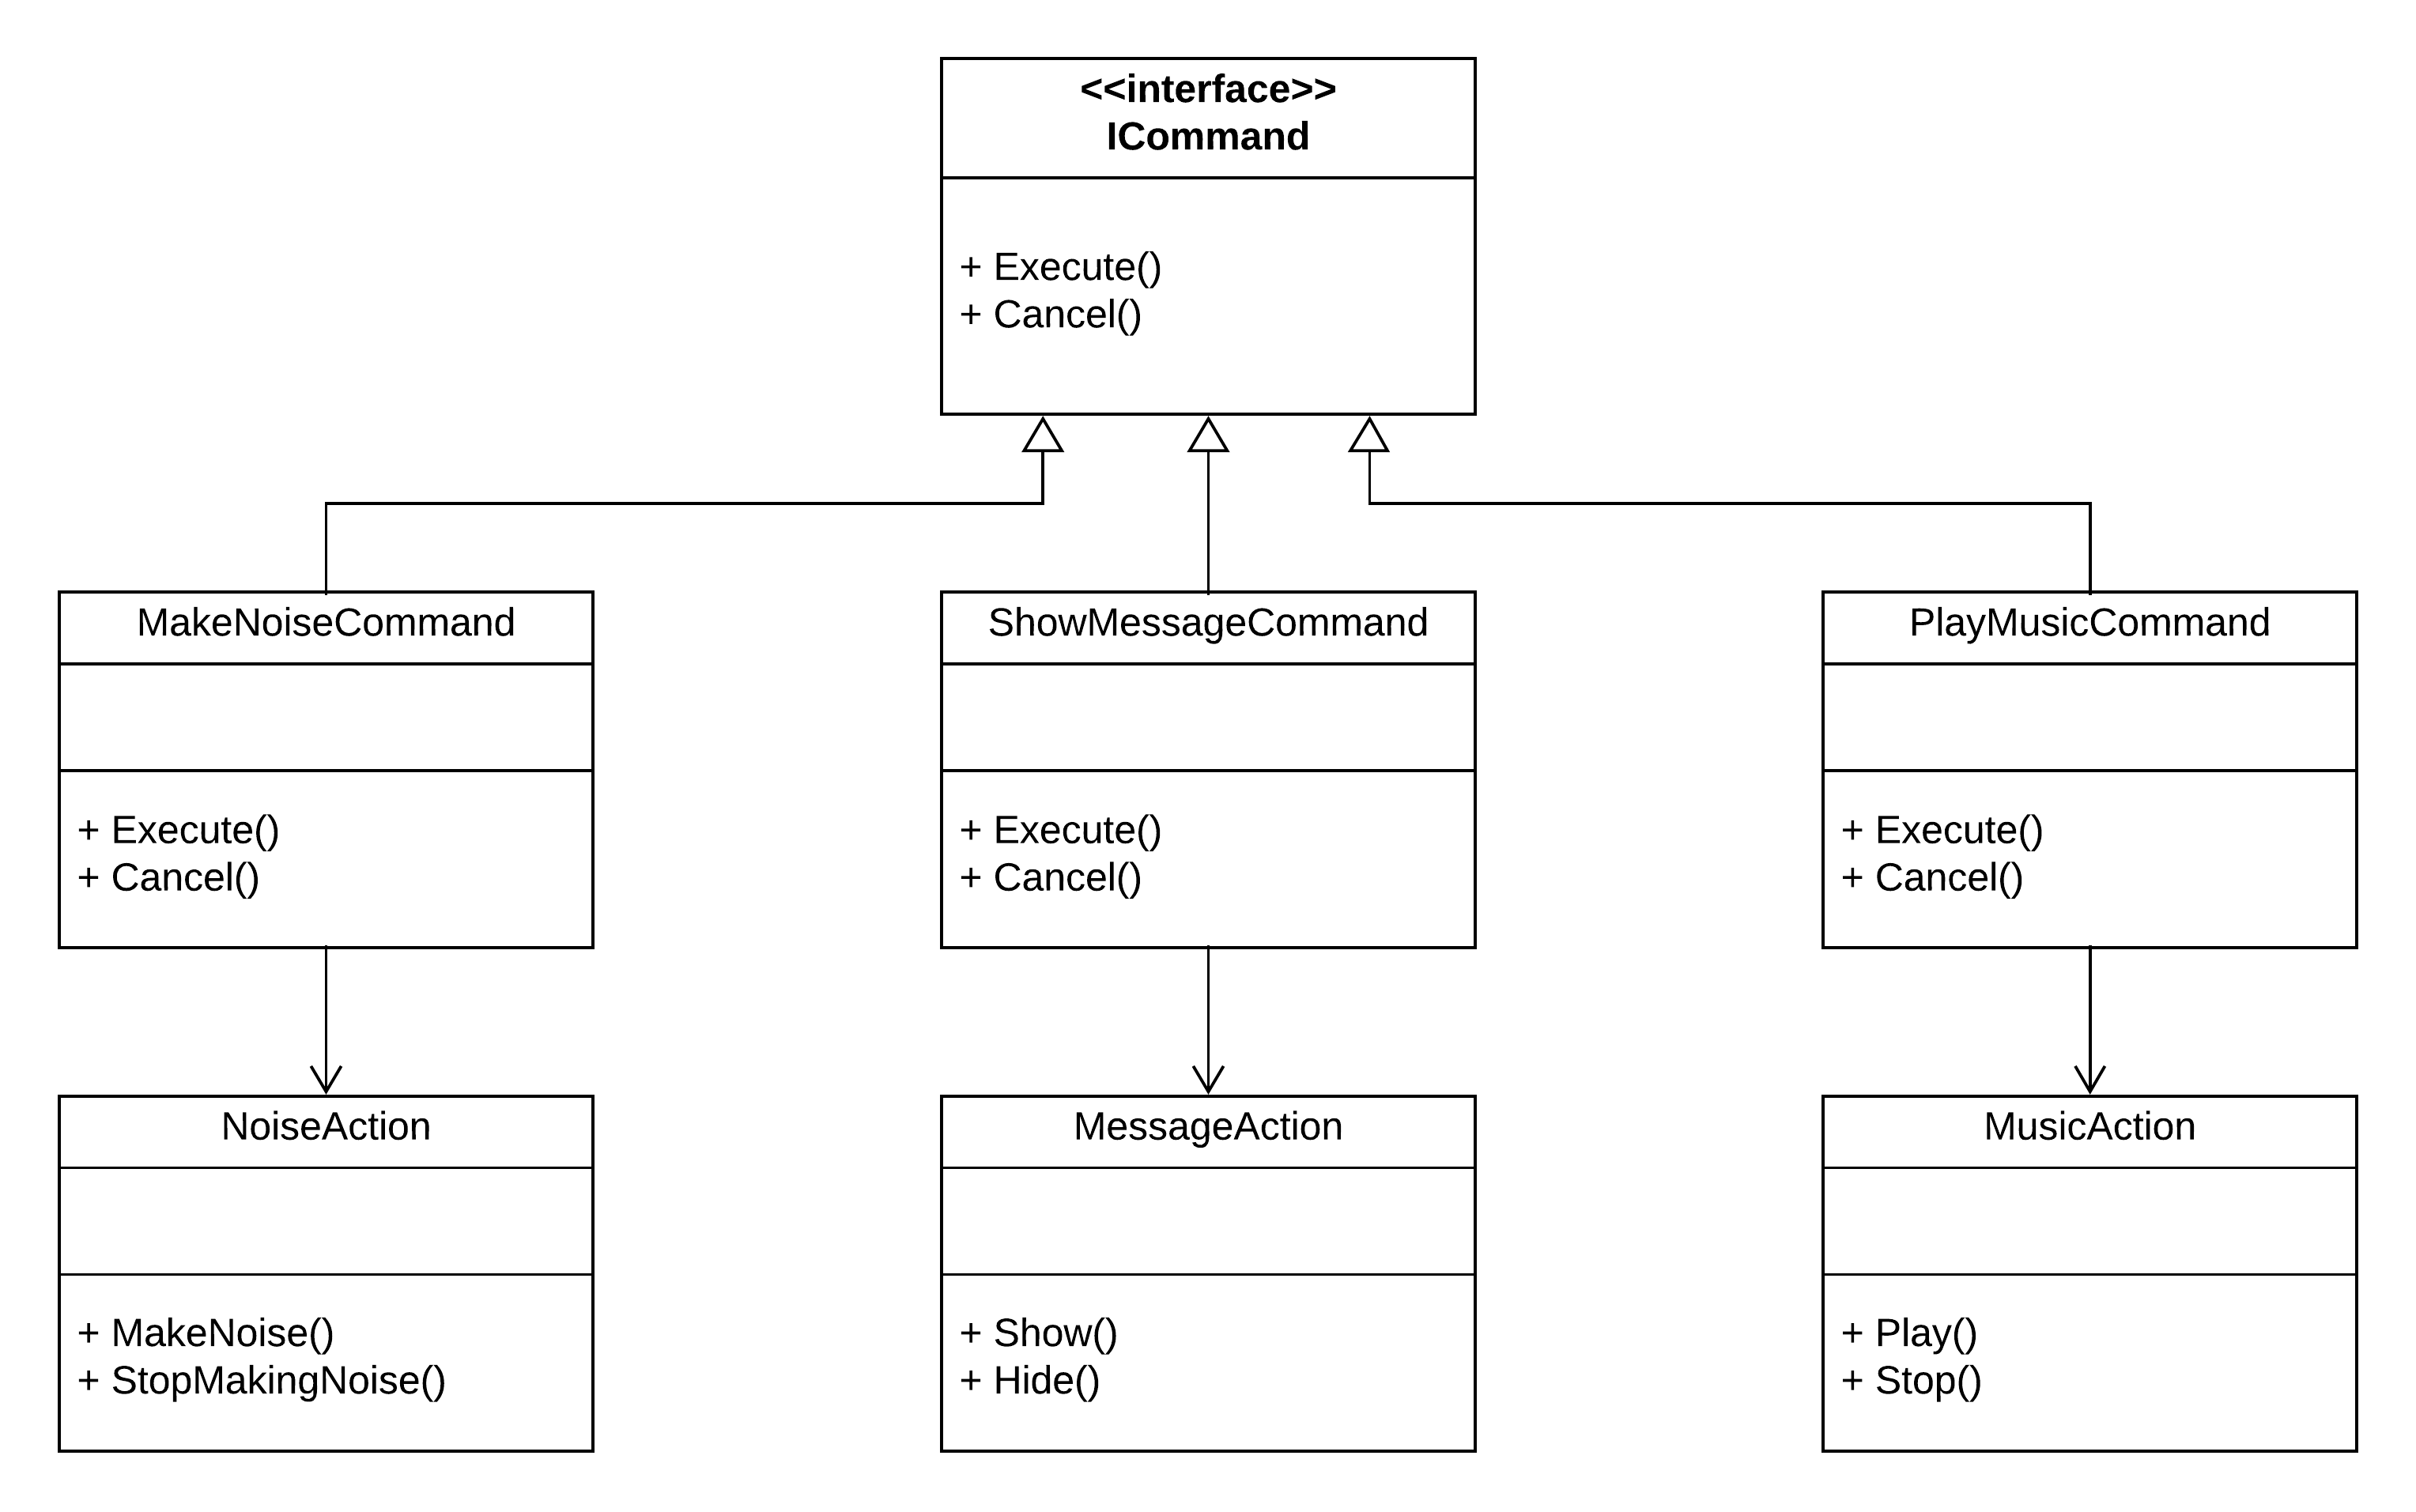 <<interface>>
ICommand
+ Execute()
+ Cancel()
MakeNoiseCommand
+ Execute()
+ Cancel()
ShowMessageCommand
+ Execute()
+ Cancel()
PlayMusicCommand
+ Execute()
+ Cancel()
NoiseAction
+ MakeNoise()
+ StopMakingNoise()
MessageAction
+ Show()
+ Hide()
MusicAction
+ Play()
+ Stop()